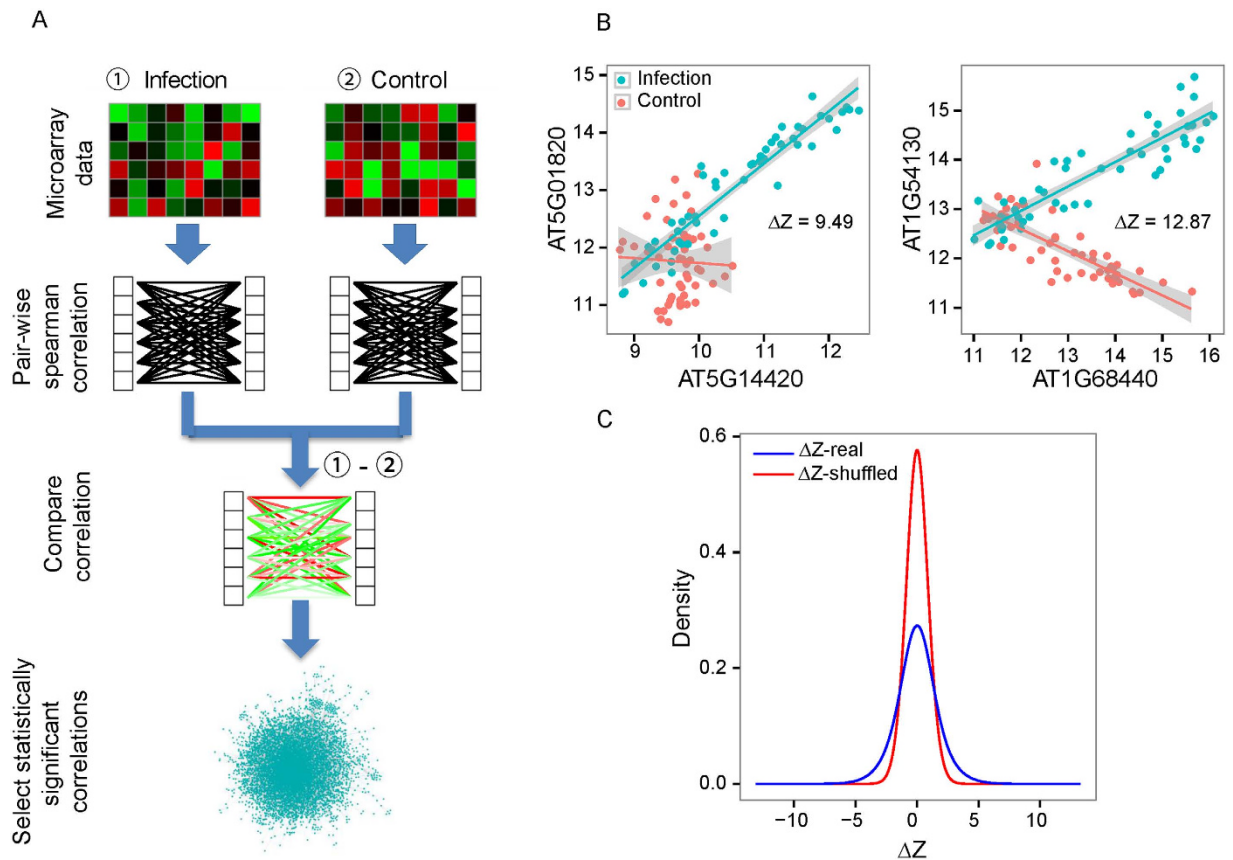 A
① Infection
② Control
Microarray
data
Pair-wise
spearman
correlation
① - ②
Compare
correlation
Select statistically
significant
correlations
B
Infection
Control
AT5G01820
15
14
13
12
11
ΔZ = 9.49
9
10
11
12
AT5G14420
AT1G54130
15
14
13
12
11
ΔZ = 12.87
11
12
13
14
15
16
AT1G68440
C
ΔZ-real
ΔZ-shuffled
Density
0.6
0.4
0.2
0.0
−10
−5
0
5
10
ΔZ